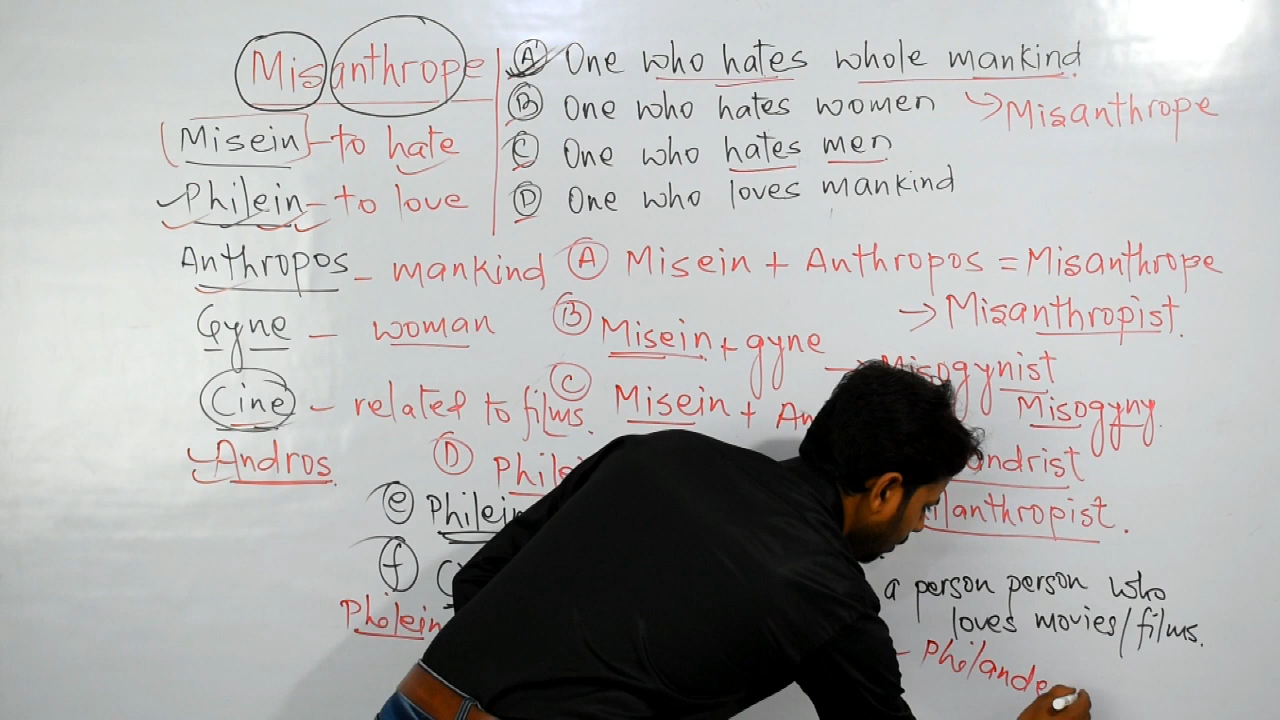 Misanthrope
Misein - to hate
Philein - to love
Anthropos - mankind
Gyne - woman
Cine - related to films.
Andros
(A) One who hates whole mankind
(B) One who hates women → Misanthrope
(C) One who hates men
(D) One who loves mankind
(A) Misein + Anthropos = Misanthrope
→ Misanthropist.
(B) Misein + gyne → Misogynist
Misogyny.
(C) Misein + An andrist
(D) Philei ilanthropist.
(e) Philein
(f) a person person who
loves movies/films.
Philein - Philande